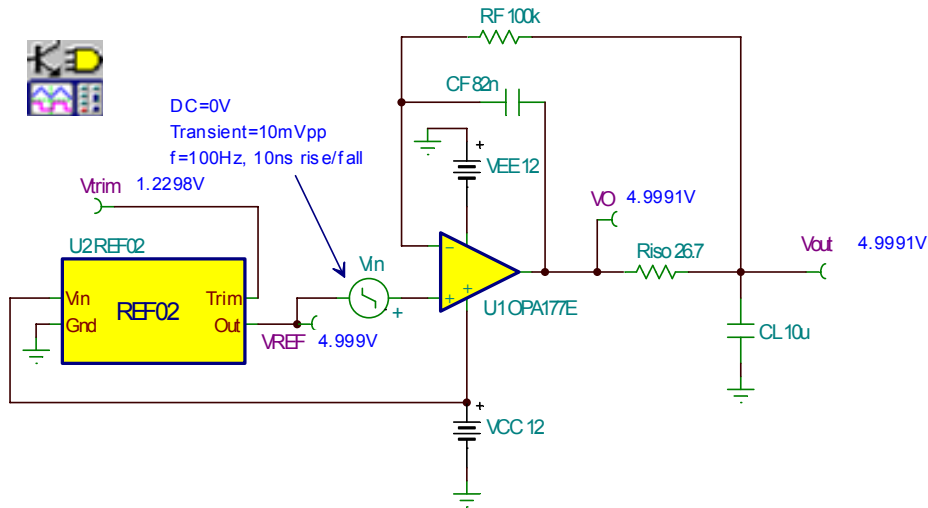 RF 100k
CF 82n
DC=0V
Transient=10mVpp
f=100Hz, 10ns rise/fall
+
VEE 12
Vtrim 1.2298V
VO 4.9991V
U2 REF02
Vin
Riso 26.7
Vout 4.9991V
Vin
Trim
REF02
Gnd
Out
−
+
+
+
U1 OPA177E
VREF 4.999V
CL 10u
+
VCC 12